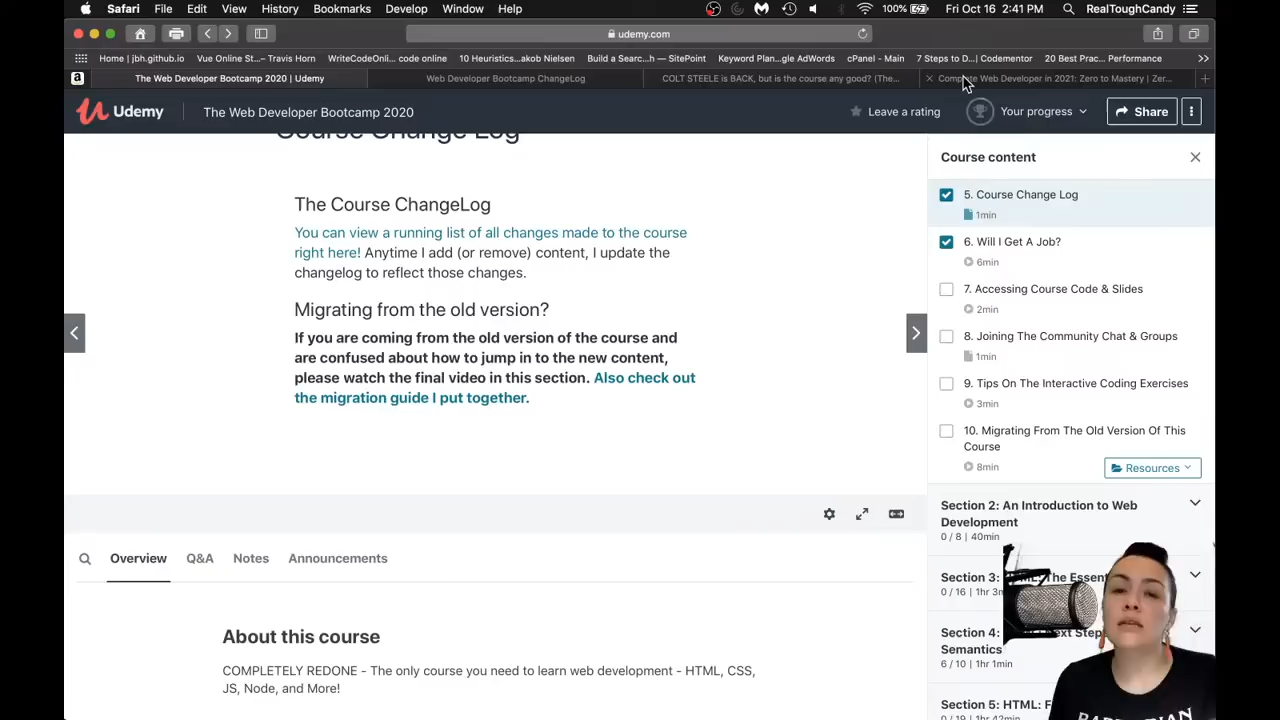 Safari File Edit View History Bookmarks Develop Window Help 100% Fri Oct 16 2:41 PM RealToughCandy
udemy.com
Home | jbh.github.io Vue Online St...– Travis Horn WriteCodeOnli... code online 10 Heuristics...akob Nielsen Build a Searc...h — SitePoint Keyword Plan...gle AdWords cPanel - Main 7 Steps to D...| Codementor 20 Best Prac... Performance
The Web Developer Bootcamp 2020 | Udemy Web Developer Bootcamp ChangeLog COLT STEELE is BACK, but is the course any good? (The... Web Developer in 2021: Zero to Mastery | Zer...
Udemy The Web Developer Bootcamp 2020 Leave a rating Your progress Share
Course Change Log
The Course ChangeLog
You can view a running list of all changes made to the course
right here! Anytime I add (or remove) content, I update the
changelog to reflect those changes.
Migrating from the old version?
If you are coming from the old version of the course and
are confused about how to jump in to the new content,
please watch the final video in this section. Also check out
the migration guide I put together.
Overview Q&A Notes Announcements
About this course
COMPLETELY REDONE - The only course you need to learn web development - HTML, CSS,
JS, Node, and More!
Course content
5. Course Change Log
1min
6. Will I Get A Job?
6min
7. Accessing Course Code & Slides
2min
8. Joining The Community Chat & Groups
1min
9. Tips On The Interactive Coding Exercises
3min
10. Migrating From The Old Version Of This
Course
8min
Resources
Section 2: An Introduction to Web
Development
0 / 8 | 40min
Section 3: The
0 / 16 | 1hr
Section 4:
Semantics
6 / 10 | 1hr 1min
Section 5: HTML:
0 / 19 | 1hr 42min